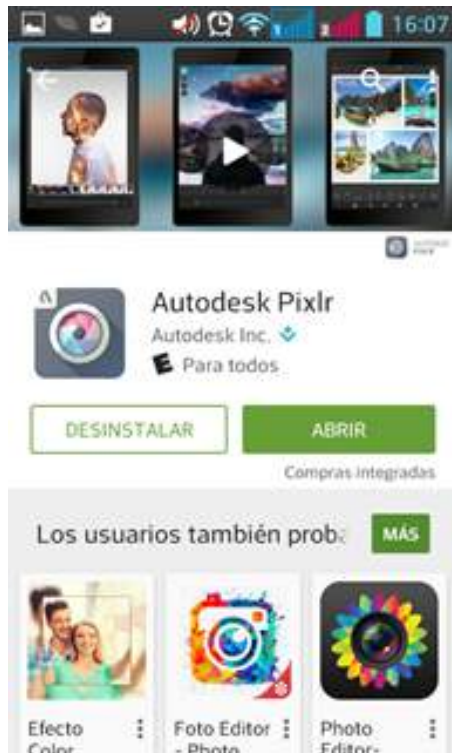 16:07
Autodesk Pixlr
Autodesk Inc.
E Para todos
DESINSTALAR
ABRIR
Compras integradas
Los usuarios también proba
MÁS
Efecto
Color
Foto Editor
- Photo
Photo
Editor-